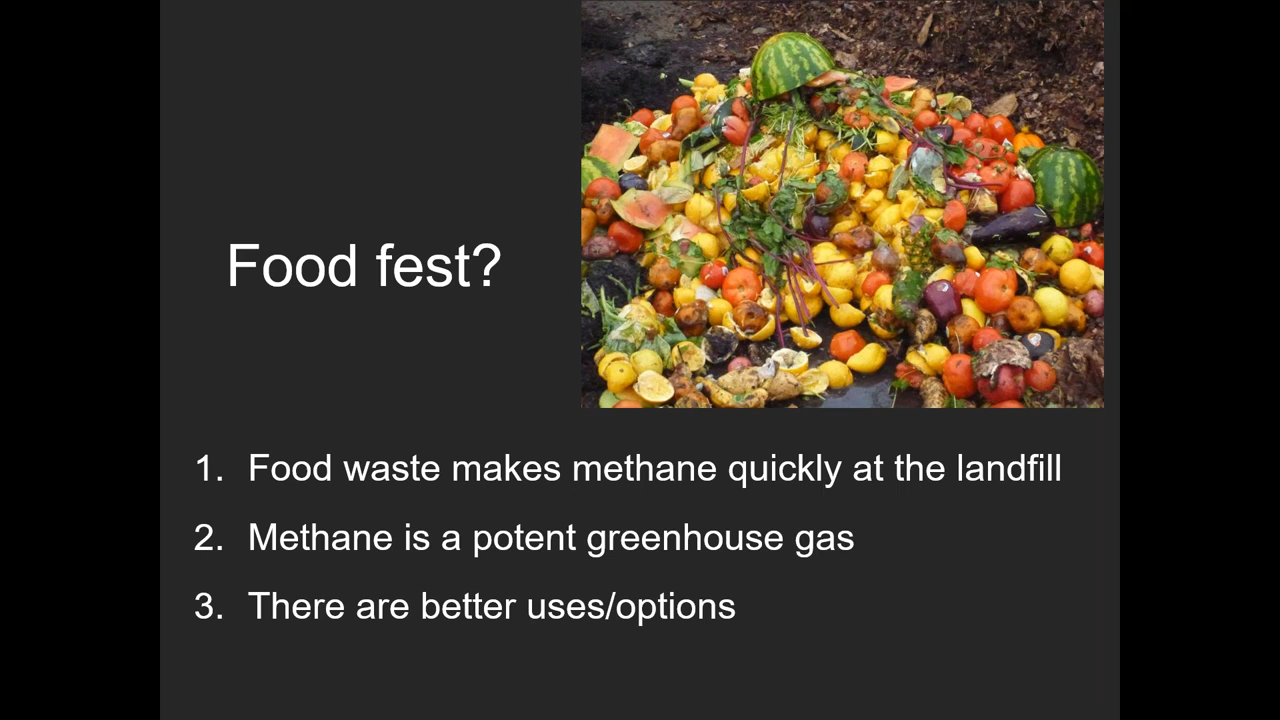 Food fest?
1. Food waste makes methane quickly at the landfill
2. Methane is a potent greenhouse gas
3. There are better uses/options